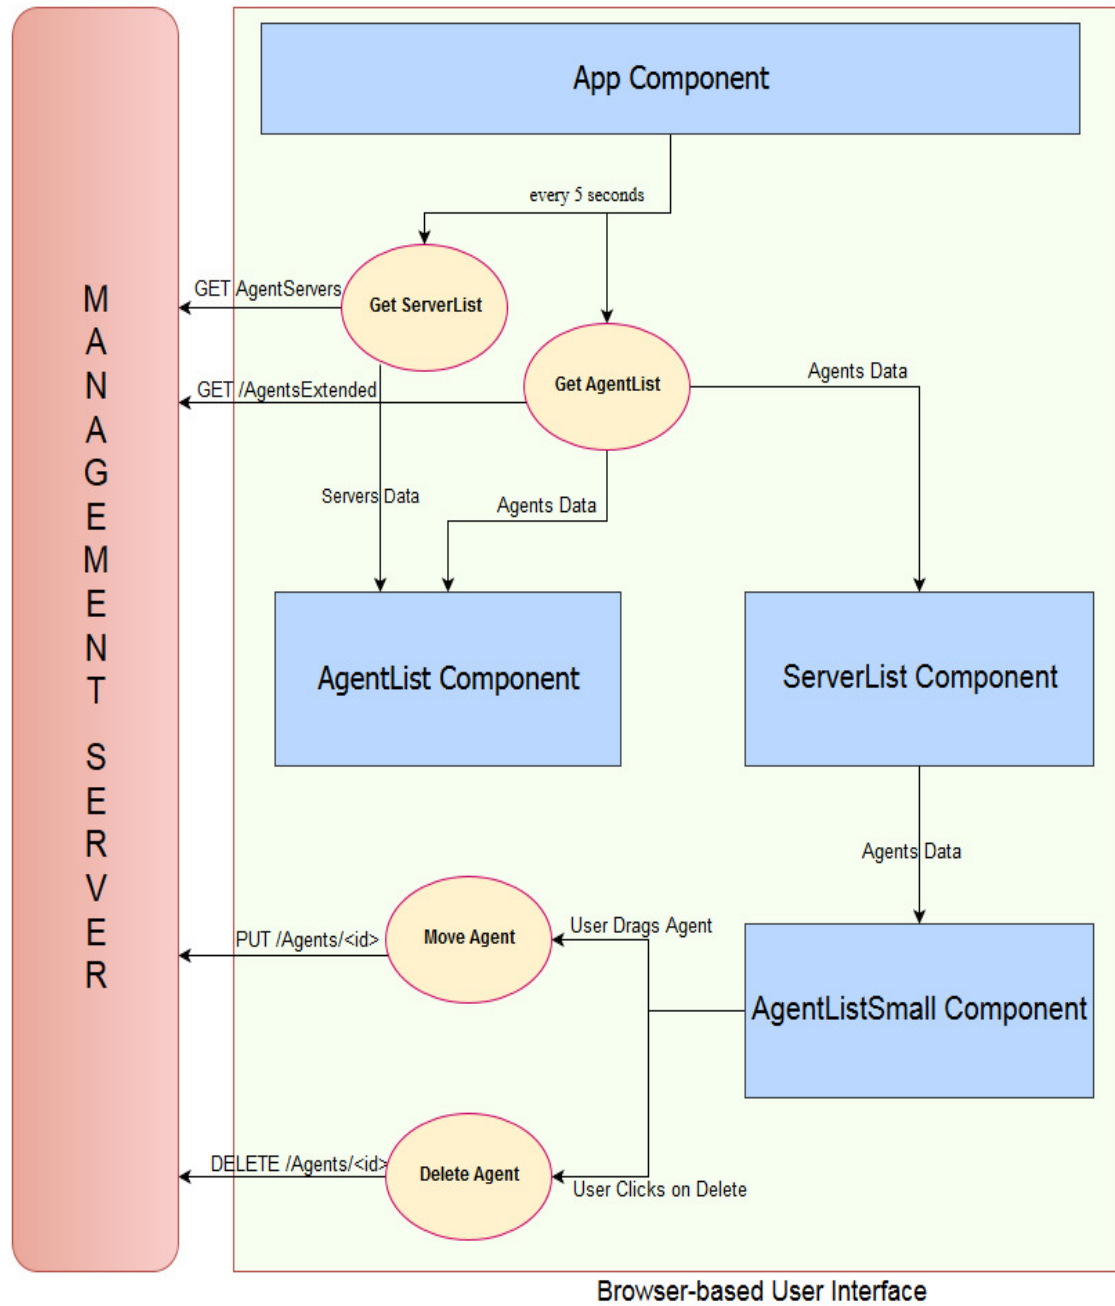 App Component
every 5 seconds
GET AgentServers
Get ServerList
GET /AgentsExtended
Get AgentList
Agents Data
Servers Data
Agents Data
AgentList Component
ServerList Component
Agents Data
PUT /Agents/<id>
Move Agent
User Drags Agent
AgentListSmall Component
DELETE /Agents/<id>
Delete Agent
User Clicks on Delete
MANAGEMENT SERVER
Browser-based User Interface